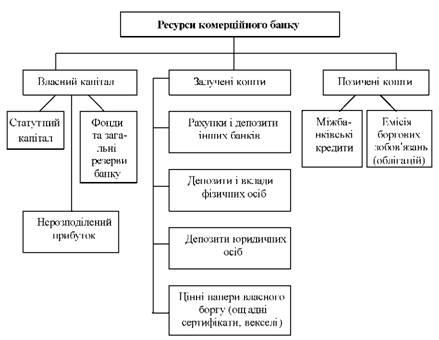 Ресурси комерційного банку
Власний капітал
Залучені кошти
Позичені кошти
Статутний
капітал
Фонди
та зага-
льні
резерви
банку
Нерозподілений
прибуток
Рахунки і депозити
інших банків
Депозити і вклади
фізичних осіб
Депозити юридичних
осіб
Цінні папери власного
боргу (ощадні
сертифікати, векселі)
Міжба-
нківські
кредити
Емісія
боргових
зобов'язань
(облігацій)